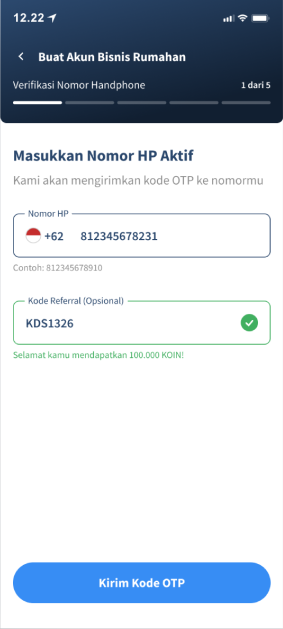 12.22
Buat Akun Bisnis Rumahan
Verifikasi Nomor Handphone
1 dari 5
Masukkan Nomor HP Aktif
Kami akan mengirimkan kode OTP ke nomormu
Nomor HP
+62 812345678231
Contoh: 812345678910
Kode Referral (Opsional)
KDS1326
Selamat kamu mendapatkan 100.000 KOIN!
Kirim Kode OTP